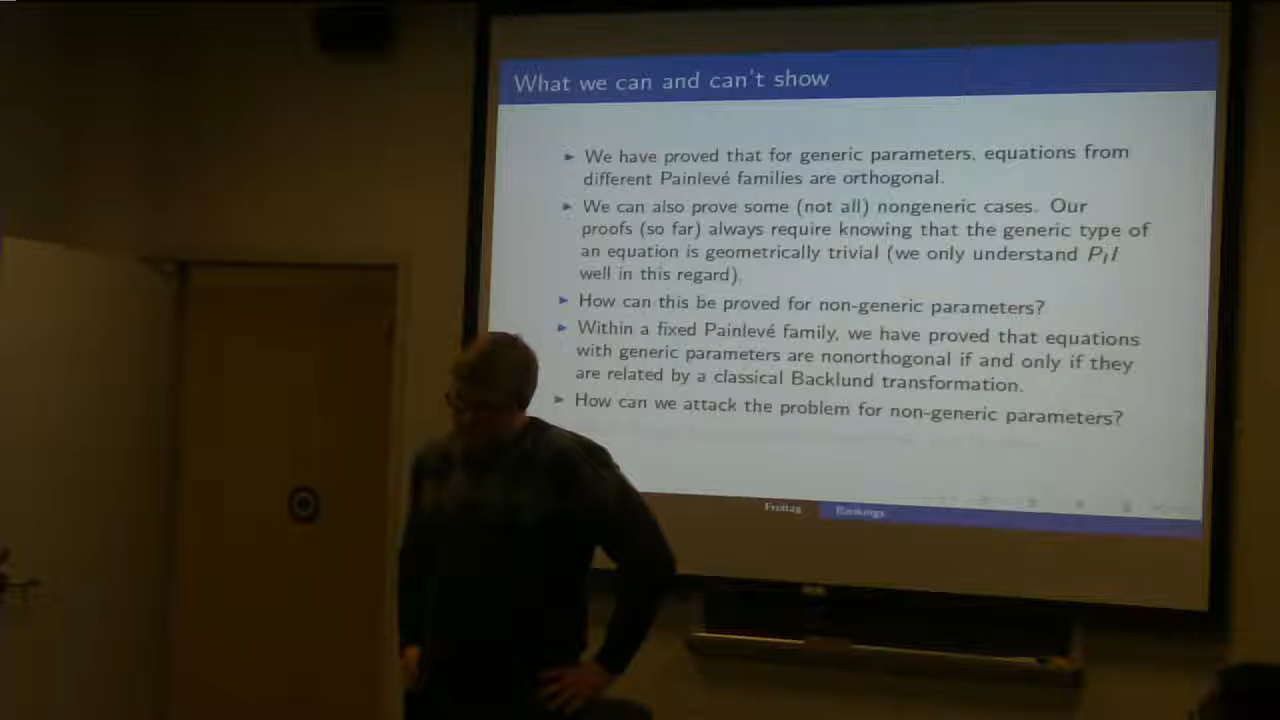 What we can and can't show
► We have proved that for generic parameters, equations from
different Painlevé families are orthogonal.
► We can also prove some (not all) nongeneric cases. Our
proofs (so far) always require knowing that the generic type of
an equation is geometrically trivial (we only understand P_I I
well in this regard).
► How can this be proved for non-generic parameters?
► Within a fixed Painlevé family, we have proved that equations
with generic parameters are nonorthogonal if and only if they
are related by a classical Backlund transformation.
► How can we attack the problem for non-generic parameters?
Freitag Rankings